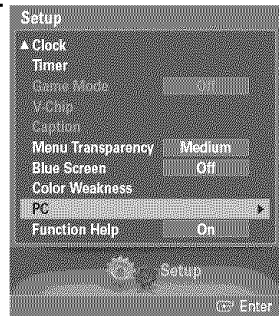 Setup
▲ Clock
Timer
Game Mode Off
V-Chip
Caption
Menu Transparency Medium
Blue Screen Off
Color Weakness
PC ►
Function Help On
Setup
Enter